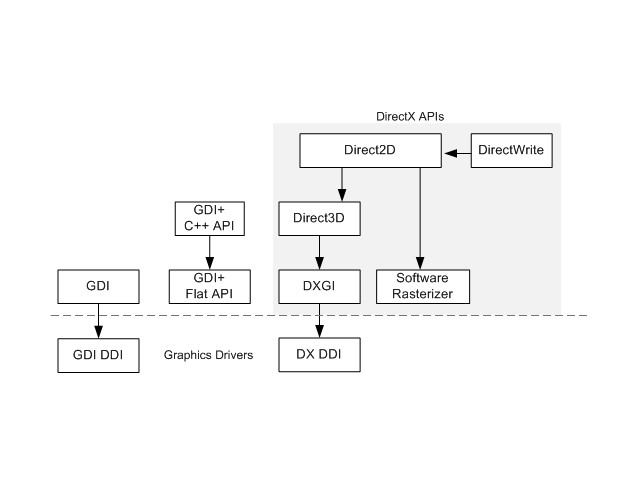 DirectX APIs
Direct2D
DirectWrite
GDI+
C++ API
Direct3D
GDI
GDI+
Flat API
DXGI
Software
Rasterizer
GDI DDI
Graphics Drivers
DX DDI